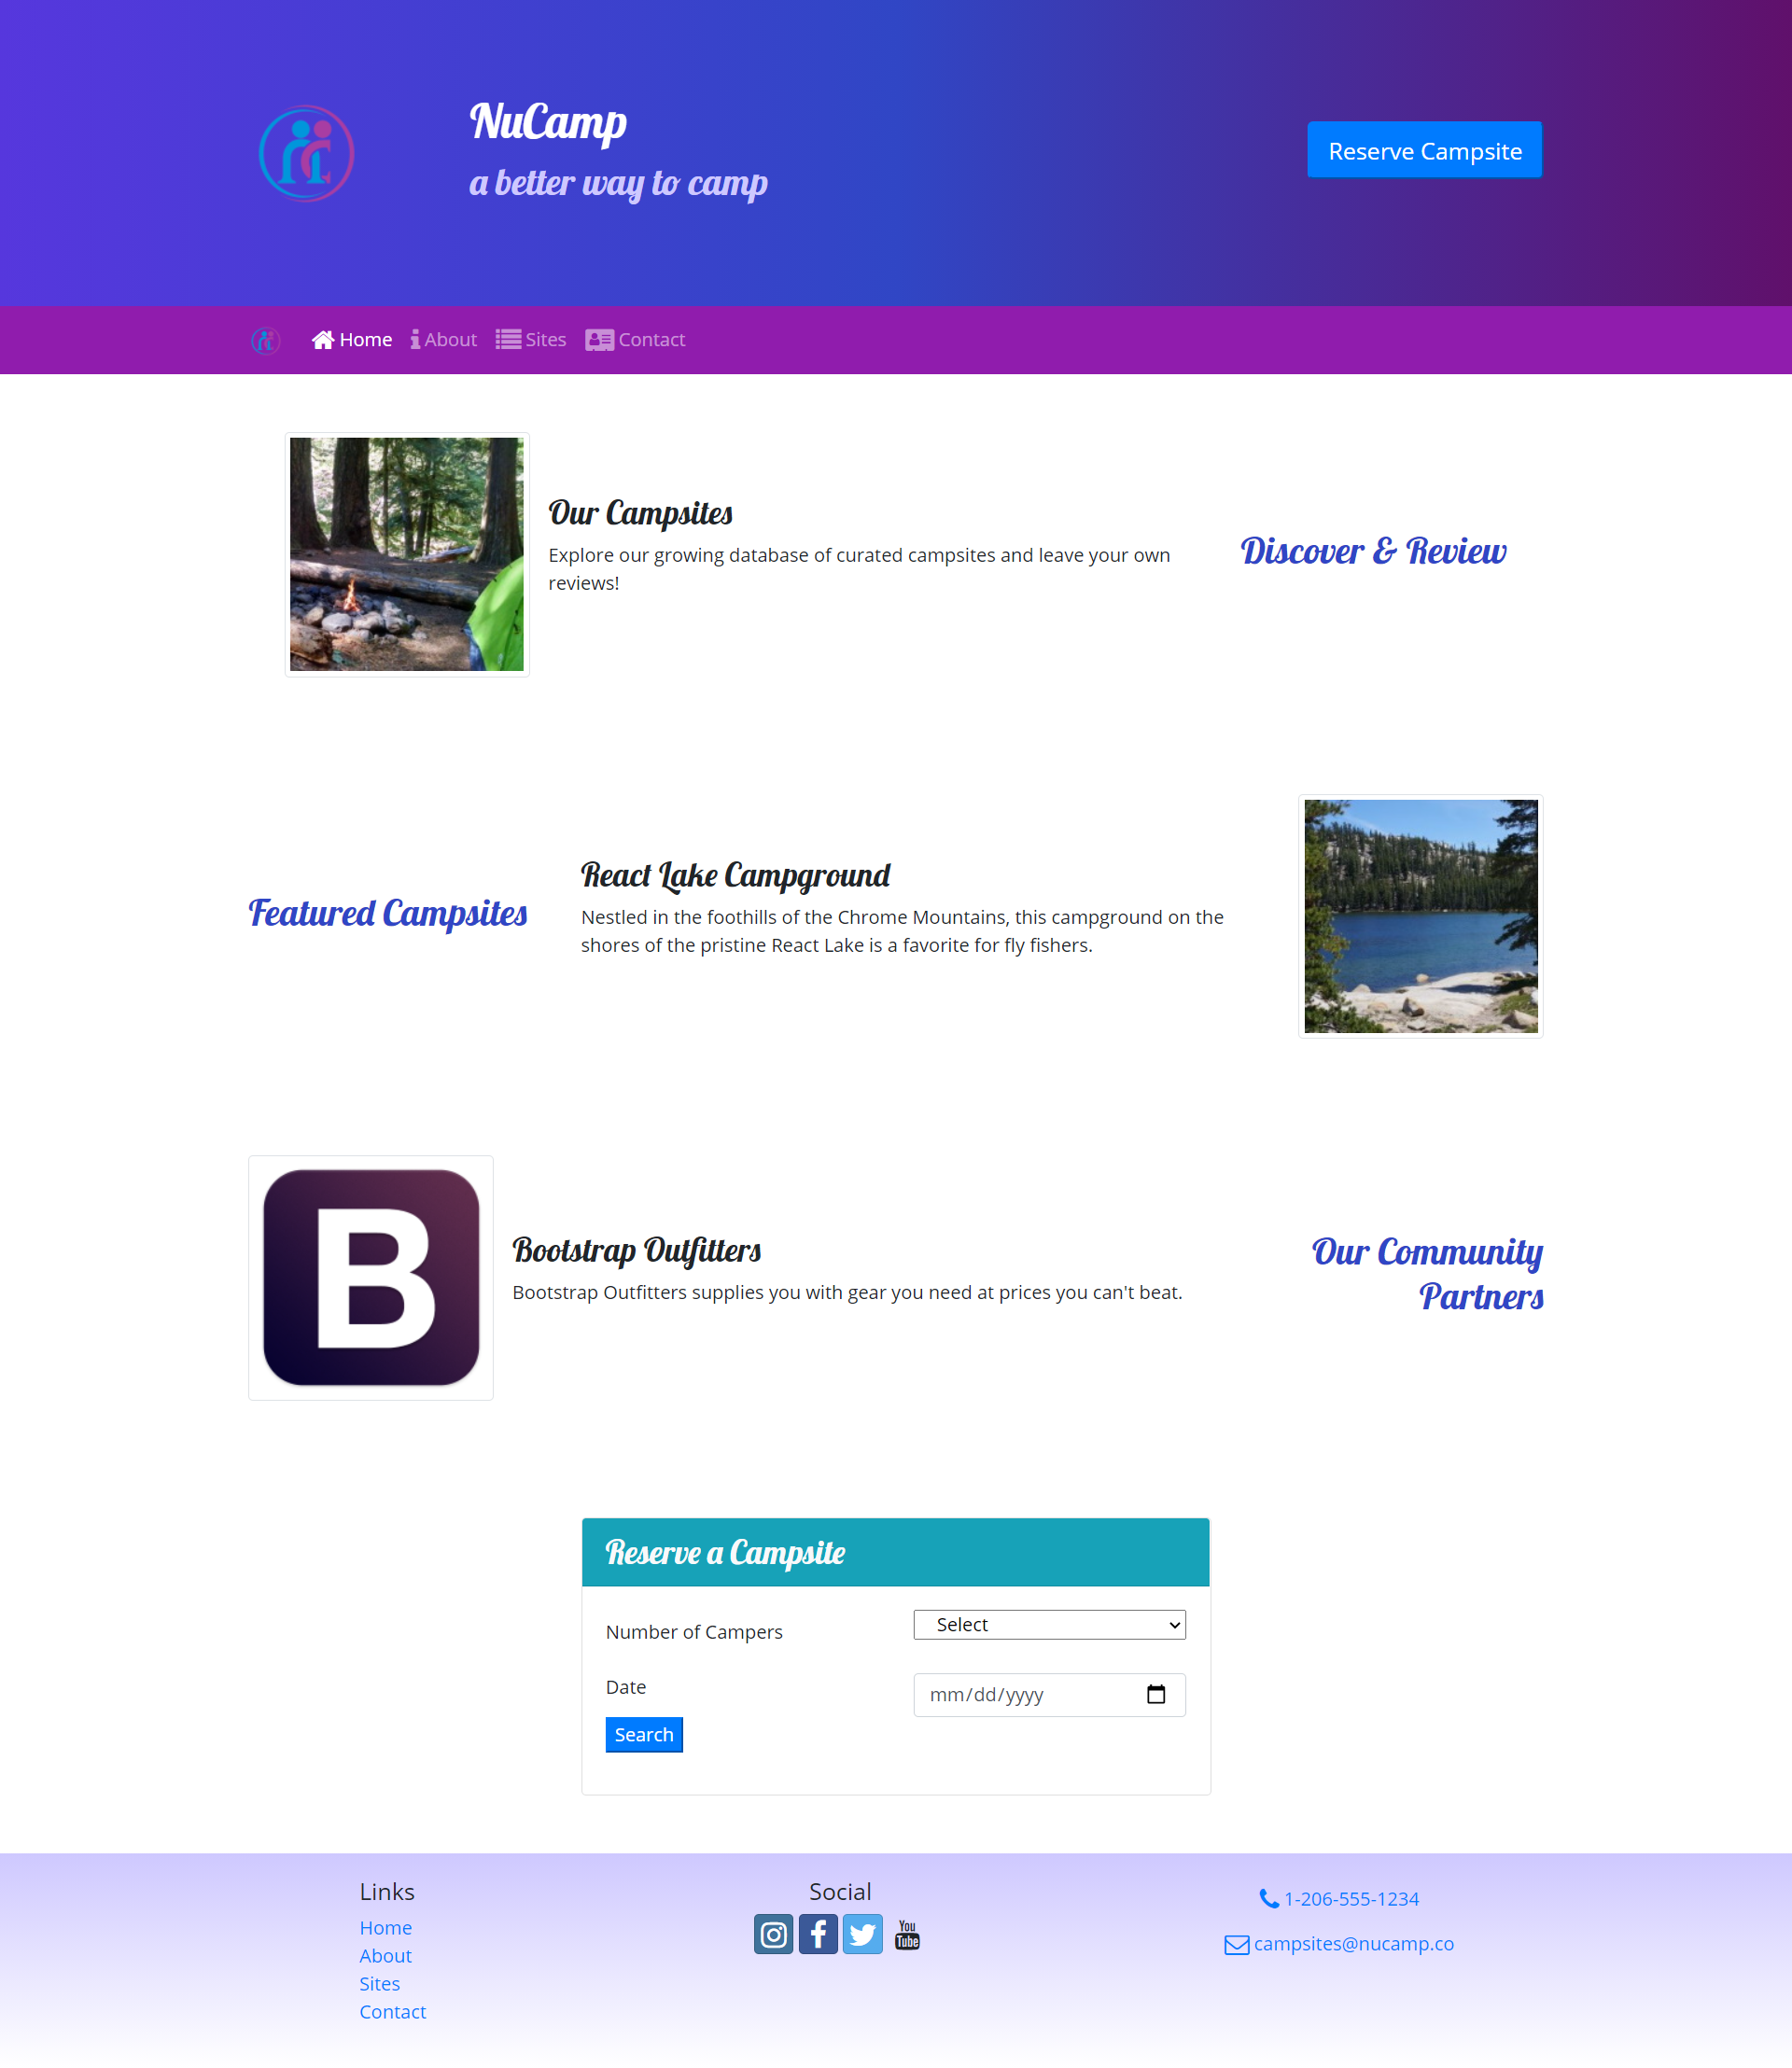 NuCamp
a better way to camp
Reserve Campsite
Home
About
Sites
Contact
Our Campsites
Explore our growing database of curated campsites and leave your own
reviews!
Discover & Review
Featured Campsites
React Lake Campground
Nestled in the foothills of the Chrome Mountains, this campground on the
shores of the pristine React Lake is a favorite for fly fishers.
B
Bootstrap Outfitters
Bootstrap Outfitters supplies you with gear you need at prices you can't beat.
Our Community
Partners
Reserve a Campsite
Number of Campers
Select
Date
mm/dd/yyyy
Search
Links
Home
About
Sites
Contact
Social
You
Tube
1-206-555-1234
campsites@nucamp.co